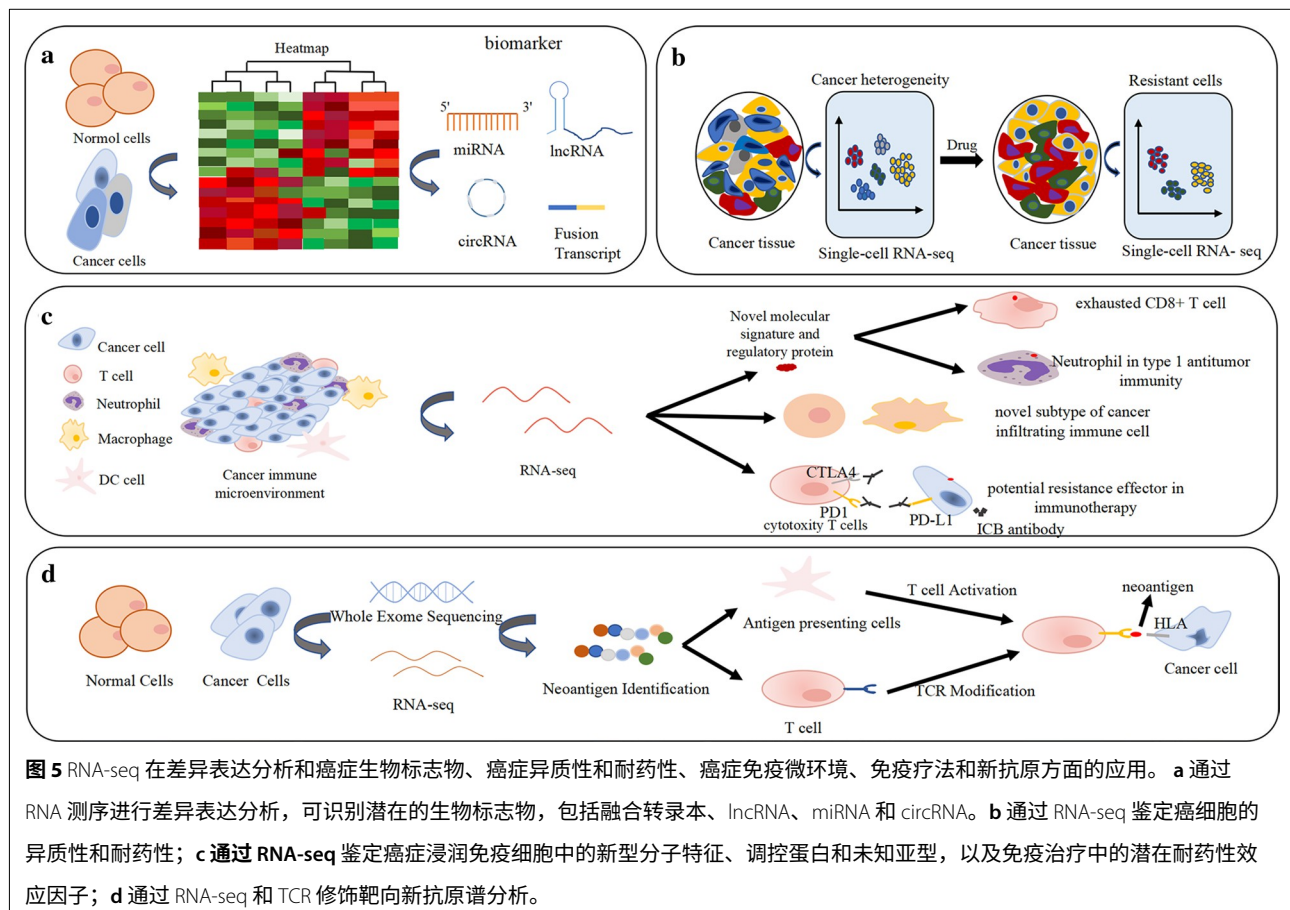 a
Heatmap
biomarker
Normal cells
Cancer cells
5' 3'
miRNA
lncRNA
circRNA
Fusion
Transcript
b
Cancer heterogeneity
Cancer tissue
Single-cell RNA-seq
Drug
Resistant cells
Cancer tissue
Single-cell RNA- seq
c
Cancer cell
T cell
Neutrophil
Macrophage
DC cell
Cancer immune
microenvironment
RNA-seq
Novel molecular
signature and
regulatory protein
exhausted CD8+ T cell
Neutrophil in type 1 antitumor
immunity
novel subtype of cancer
infiltrating immune cell
CTLA4
PD1
cytotoxity T cells
PD-L1
potential resistance effector in
immunotherapy
ICB antibody
d
Normal Cells
Cancer Cells
Whole Exome Sequencing
RNA-seq
Neoantigen Identification
Antigen presenting cells
T cell
T cell Activation
TCR Modification
neoantigen
HLA
Cancer cell
图 5 RNA-seq 在差异表达分析和癌症生物标志物、癌症异质性和耐药性、癌症免疫微环境、免疫疗法和新抗原方面的应用。 a 通过
RNA 测序进行差异表达分析，可识别潜在的生物标志物，包括融合转录本、lncRNA、miRNA 和 circRNA。b 通过 RNA-seq 鉴定癌细胞的
异质性和耐药性；c 通过 RNA-seq 鉴定癌症浸润免疫细胞中的新型分子特征、调控蛋白和未知亚型，以及免疫治疗中的潜在耐药性效
应因子；d 通过 RNA-seq 和 TCR 修饰靶向新抗原谱分析。